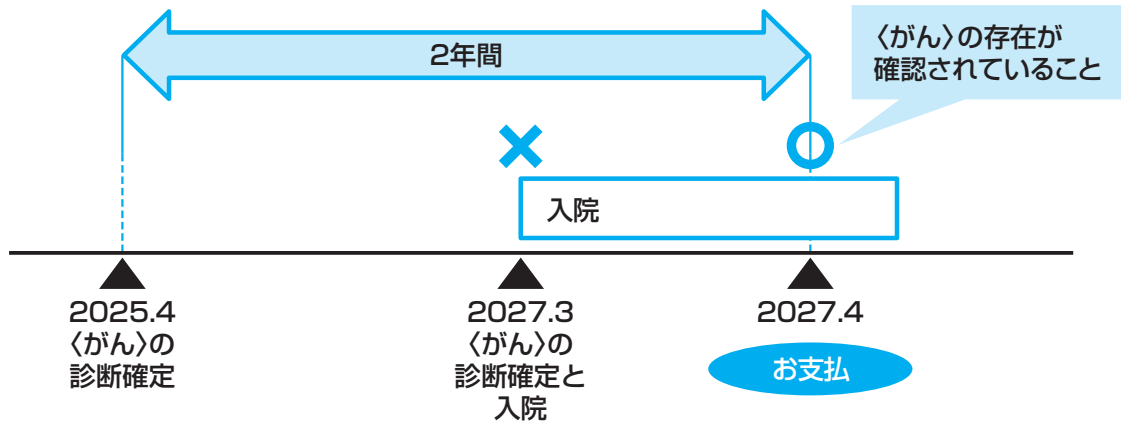 2年間
〈がん〉の存在が
確認されていること
入院
2025.4
〈がん〉の
診断確定
2027.3
〈がん〉の
診断確定と
入院
2027.4
お支払